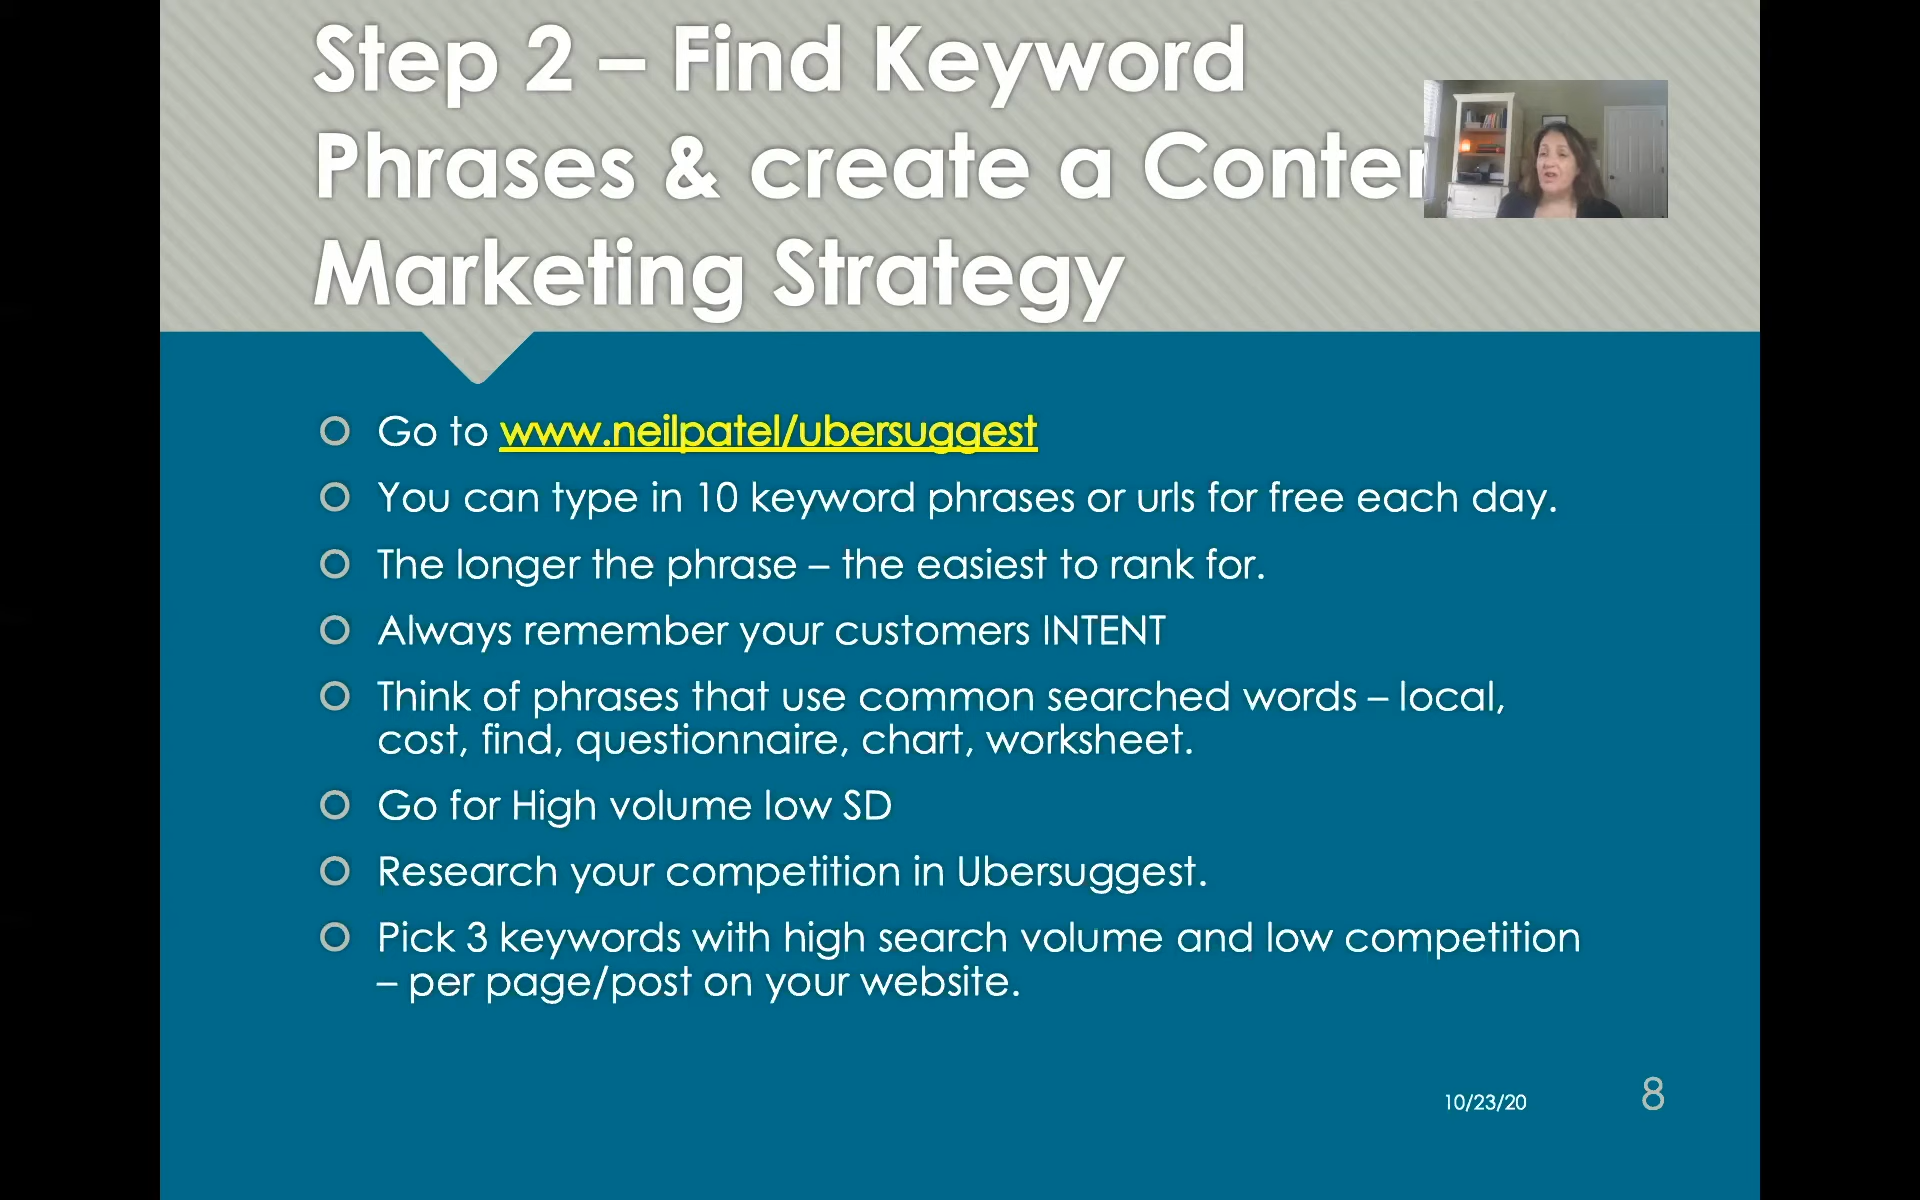 Step 2 – Find Keyword
Phrases & create a
Marketing Strategy
Go to www.neilpatel/ubersuggest
You can type in 10 keyword phrases or urls for free each day.
The longer the phrase – the easiest to rank for.
Always remember your customers INTENT
Think of phrases that use common searched words – local,
cost, find, questionnaire, chart, worksheet.
Go for High volume low SD
Research your competition in Ubersuggest.
Pick 3 keywords with high search volume and low competition
– per page/post on your website.
10/23/20
8